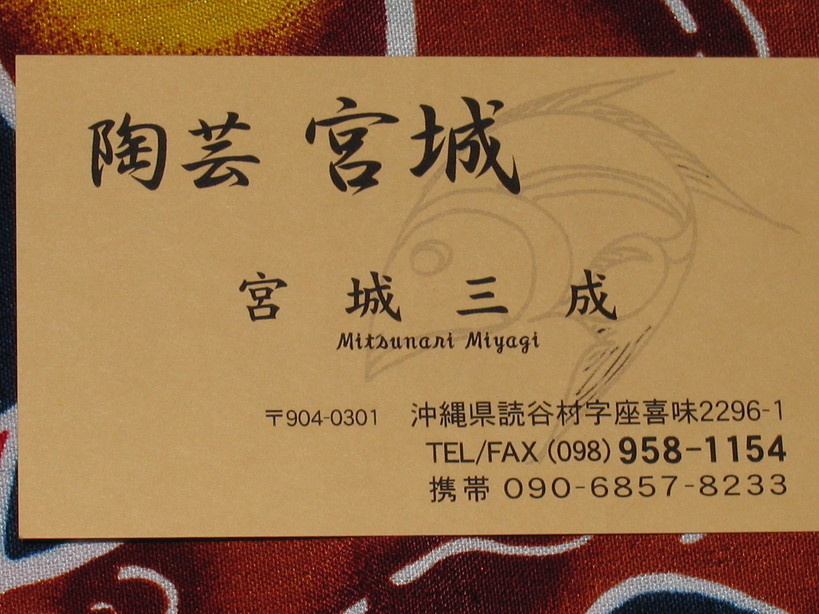 陶芸 宮城
宮城三成
Mitsunari Miyagi
〒904-0301 沖縄県読谷村字座喜味2296-1
TEL/FAX (098) 958-1154
携帯 090-6857-8233